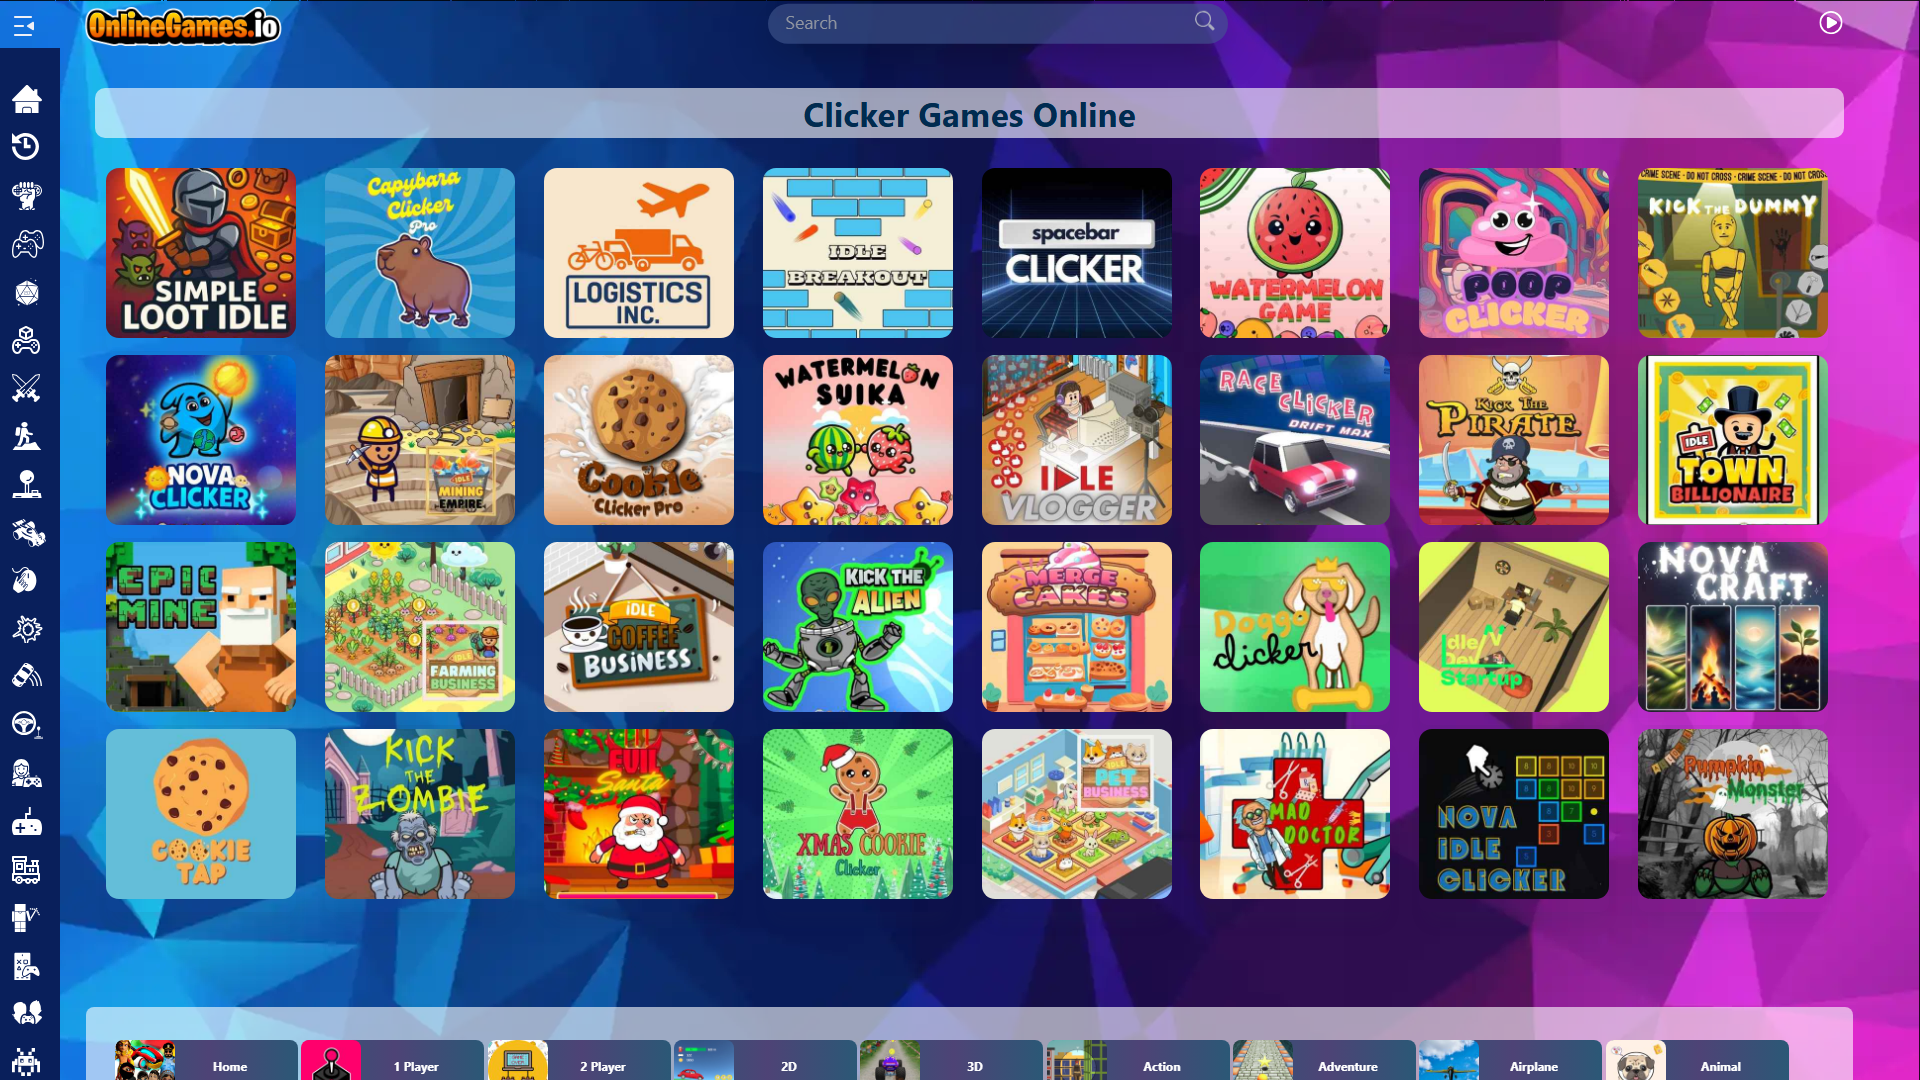 OnlineGames.io
Search
Clicker Games Online
SIMPLE
LOOT IDLE
Capybara
Clicker
Pro
LOGISTICS
INC.
IDLE
BREAKOUT
spacebar
CLICKER
WATERMELON
GAME
POOP
CLICKER
CRIME SCENE - DO NOT CROSS - CRIME SCENE - DO NOT CROSS
KICK THE DUMMY
NOVA
CLICKER
IDLE
MINING
EMPIRE
Cookie
Clicker Pro
WATERMELON
SUIKA
IDLE
VLOGGER
RACE CLICKER
DRIFT MAX
KICK THE
PIRATE
IDLE
TOWN
BILLIONAIRE
EPIC
MINE
IDLE
FARMING
BUSINESS
IDLE
COFFEE
BUSINESS
KICK THE
ALIEN
MERGE
CAKES
Doggo
clicker
Idle
Dev
Startup
NOVA
CRAFT
COOKIE
TAP
KICK
THE
ZOMBIE
EVIL
Santa
XMAS COOKIE
Clicker
IDLE
PET
BUSINESS
MAD
DOCTOR
NOVA
IDLE
CLICKER
Pumpkin
Monster
Home
1 Player
2 Player
2D
3D
Action
Adventure
Airplane
Animal